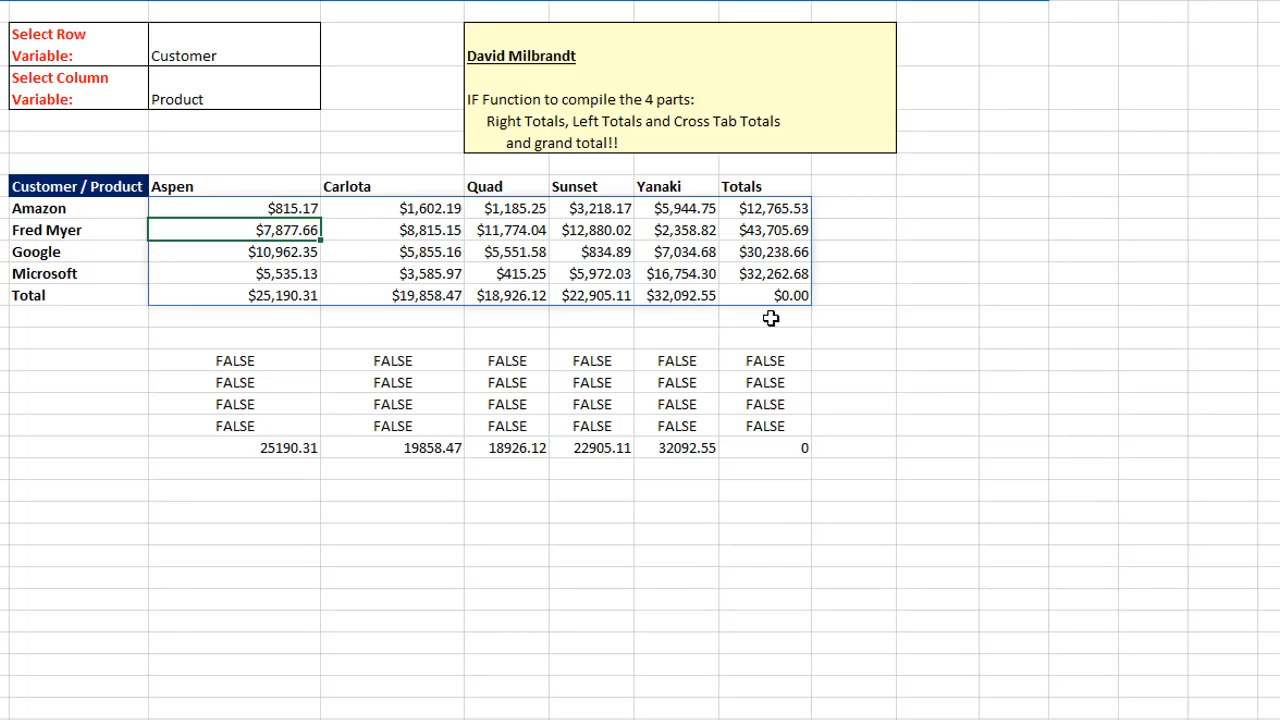 Select Row
Variable: Customer
Select Column
Variable: Product
David Milbrandt
IF Function to compile the 4 parts:
Right Totals, Left Totals and Cross Tab Totals
and grand total!!
Customer / Product Aspen Carlota Quad Sunset Yanaki Totals
Amazon $815.17 $1,602.19 $1,185.25 $3,218.17 $5,944.75 $12,765.53
Fred Myer $7,877.66 $8,815.15 $11,774.04 $12,880.02 $2,358.82 $43,705.69
Google $10,962.35 $5,855.16 $5,551.58 $834.89 $7,034.68 $30,238.66
Microsoft $5,535.13 $3,585.97 $415.25 $5,972.03 $16,754.30 $32,262.68
Total $25,190.31 $19,858.47 $18,926.12 $22,905.11 $32,092.55 $0.00
FALSE FALSE FALSE FALSE FALSE FALSE
FALSE FALSE FALSE FALSE FALSE FALSE
FALSE FALSE FALSE FALSE FALSE FALSE
FALSE FALSE FALSE FALSE FALSE FALSE
25190.31 19858.47 18926.12 22905.11 32092.55 0